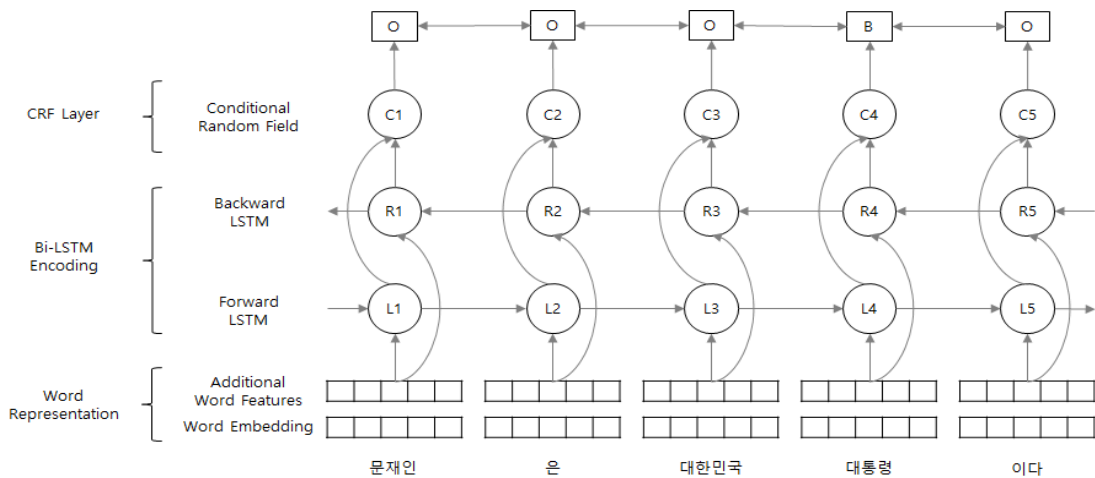 O O O B O
CRF Layer
Conditional
Random Field
C1 C2 C3 C4 C5
Bi-LSTM
Encoding
Backward
LSTM
R1 R2 R3 R4 R5
Forward
LSTM
L1 L2 L3 L4 L5
Word
Representation
Additional
Word Features
Word Embedding
문재인 은 대한민국 대통령 이다